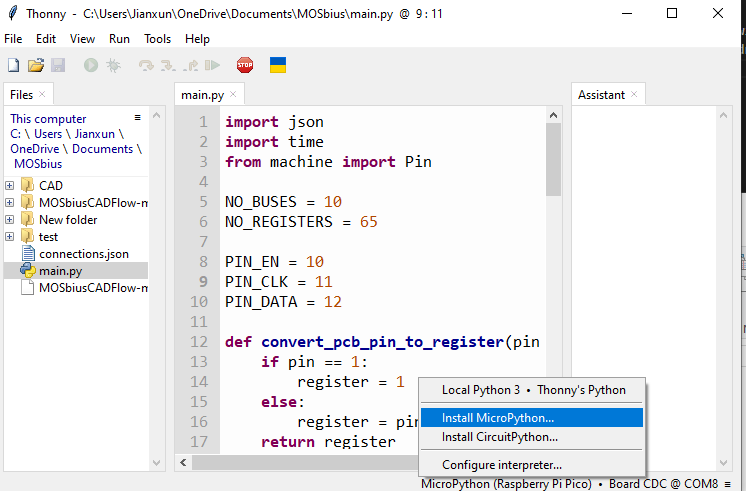 Thonny - C:\Users\Jianxun\OneDrive\Documents\MOSbius\main.py @ 9:11
File Edit View Run Tools Help
STOP
Files
main.py
Assistant
This computer
C: \ Users \ Jianxun \
OneDrive \ Documents \
MOSbius
CAD
MOSbiusCADFlow-m
New folder
test
connections.json
main.py
MOSbiusCADFlow-m
1 import json
2 import time
3 from machine import Pin
4
5 NO_BUSES = 10
6 NO_REGISTERS = 65
7
8 PIN_EN = 10
9 PIN_CLK = 11
10 PIN_DATA = 12
11
12 def convert_pcb_pin_to_register(pin
13 if pin == 1:
14 register = 1
15 else:
16 register = pin
17 return register
Local Python 3 • Thonny's Python
Install MicroPython...
Install CircuitPython...
Configure interpreter...
MicroPython (Raspberry Pi Pico) • Board CDC @ COM8